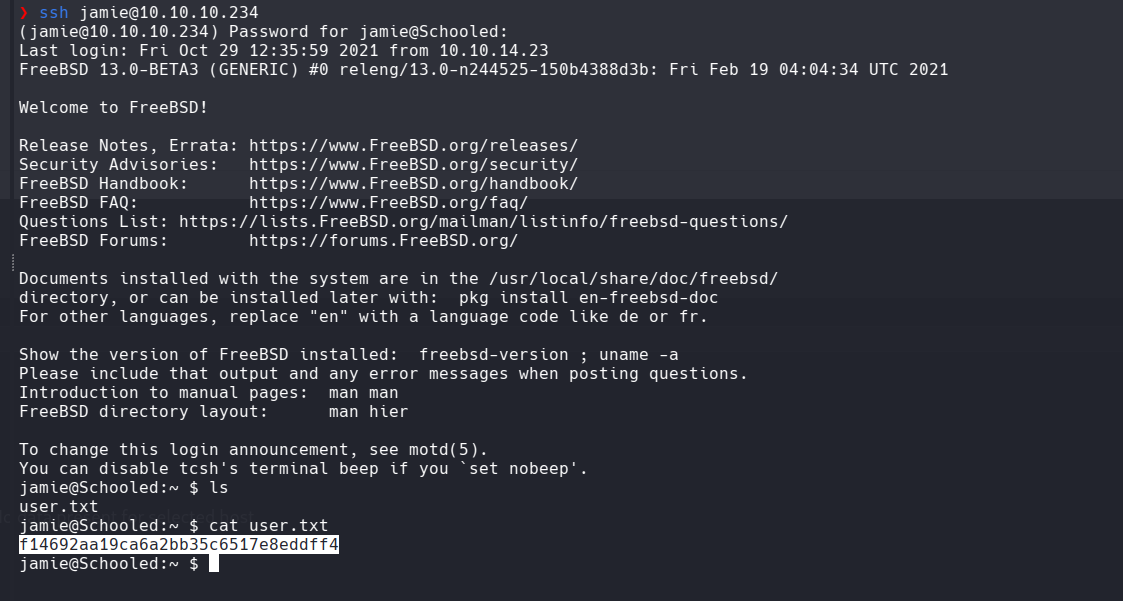 ❯ ssh jamie@10.10.10.234
(jamie@10.10.10.234) Password for jamie@Schooled:
Last login: Fri Oct 29 12:35:59 2021 from 10.10.14.23
FreeBSD 13.0-BETA3 (GENERIC) #0 releng/13.0-n244525-150b4388d3b: Fri Feb 19 04:04:34 UTC 2021
Welcome to FreeBSD!
Release Notes, Errata: https://www.FreeBSD.org/releases/
Security Advisories:   https://www.FreeBSD.org/security/
FreeBSD Handbook:      https://www.FreeBSD.org/handbook/
FreeBSD FAQ:           https://www.FreeBSD.org/faq/
Questions List: https://lists.FreeBSD.org/mailman/listinfo/freebsd-questions/
FreeBSD Forums:        https://forums.FreeBSD.org/
Documents installed with the system are in the /usr/local/share/doc/freebsd/
directory, or can be installed later with:  pkg install en-freebsd-doc
For other languages, replace "en" with a language code like de or fr.
Show the version of FreeBSD installed:  freebsd-version ; uname -a
Please include that output and any error messages when posting questions.
Introduction to manual pages:  man man
FreeBSD directory layout:      man hier
To change this login announcement, see motd(5).
You can disable tcsh's terminal beep if you `set nobeep'.
jamie@Schooled:~ $ ls
user.txt
jamie@Schooled:~ $ cat user.txt
f14692aa19ca6a2bb35c6517e8eddff4
jamie@Schooled:~ $